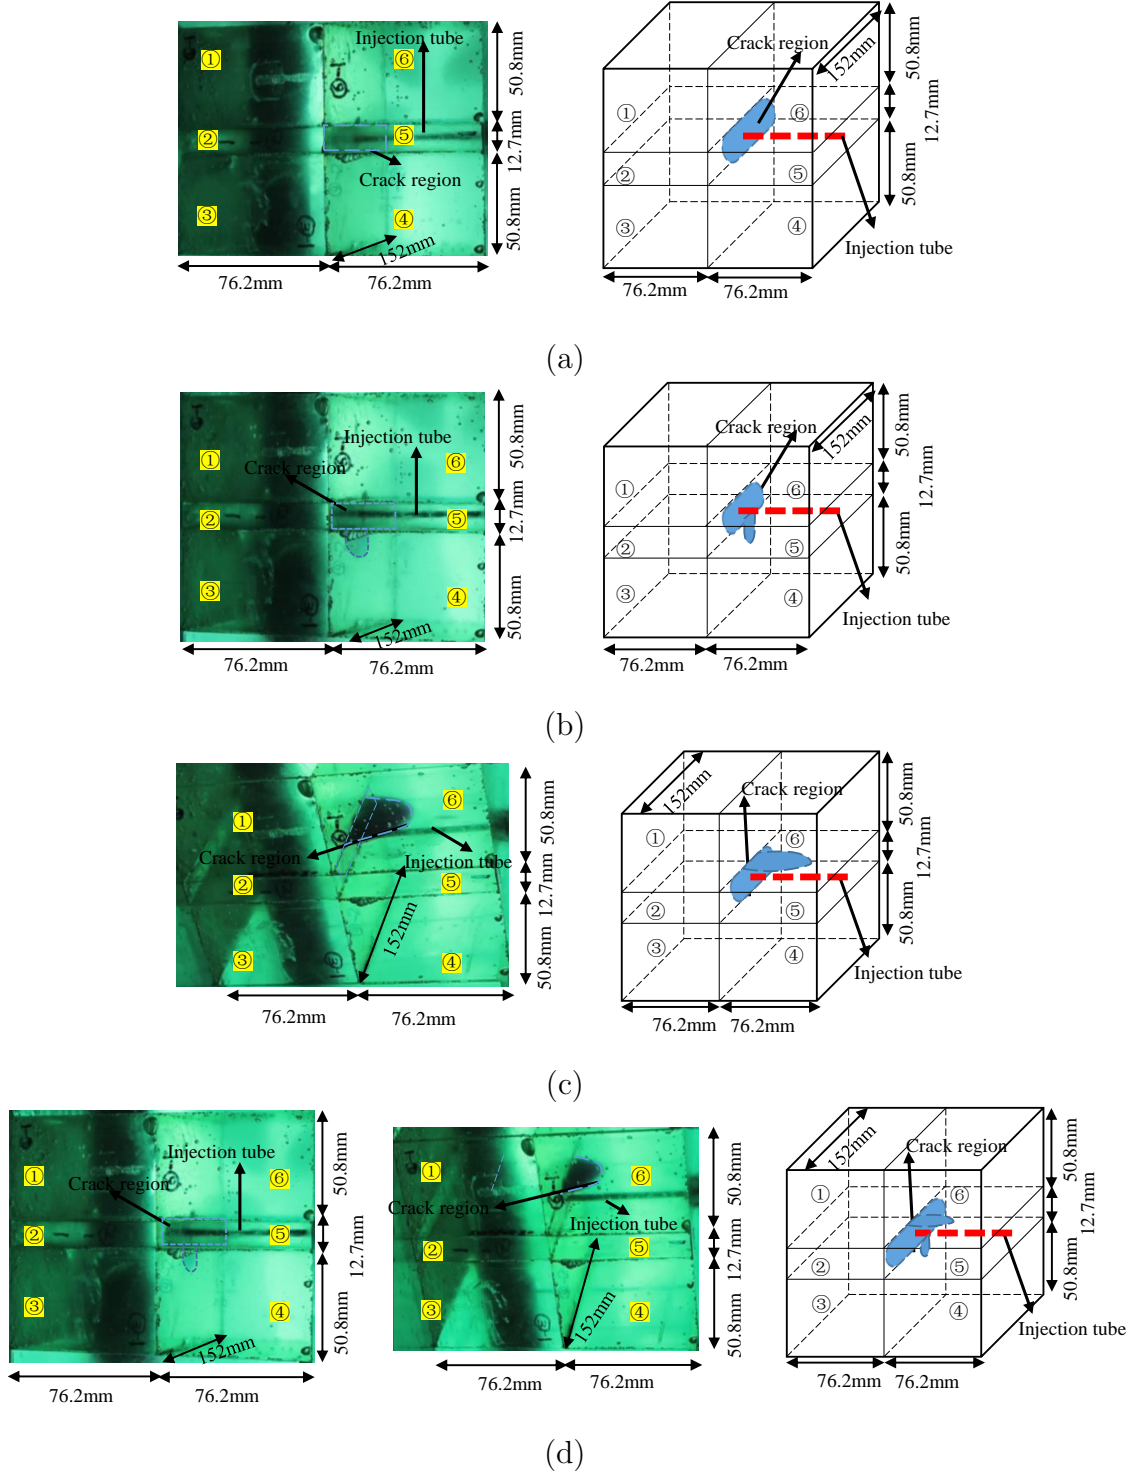 ①
⑥
Injection tube
②
⑤
Crack region
③
④
152mm
76.2mm
76.2mm
50.8mm
12.7mm
50.8mm
Crack region
152mm
①
⑥
②
⑤
③
④
Injection tube
76.2mm
76.2mm
50.8mm
12.7mm
50.8mm
(a)
①
Injection tube
⑥
Crack region
②
⑤
③
④
152mm
76.2mm
76.2mm
50.8mm
12.7mm
50.8mm
Crack region
152mm
①
⑥
②
⑤
③
④
Injection tube
76.2mm
76.2mm
50.8mm
12.7mm
50.8mm
(b)
①
⑥
Crack region
Injection tube
②
⑤
152mm
③
④
76.2mm
76.2mm
50.8mm
12.7mm
50.8mm
152mm
Crack region
①
⑥
②
⑤
③
④
Injection tube
76.2mm
76.2mm
50.8mm
12.7mm
50.8mm
(c)
Injection tube
①
⑥
Crack region
②
⑤
③
④
152mm
76.2mm
76.2mm
50.8mm
12.7mm
50.8mm
①
⑥
Crack region
Injection tube
②
⑤
③
④
152mm
76.2mm
76.2mm
50.8mm
12.7mm
50.8mm
152mm
Crack region
①
⑥
②
⑤
③
④
Injection tube
76.2mm
76.2mm
50.8mm
12.7mm
50.8mm
(d)